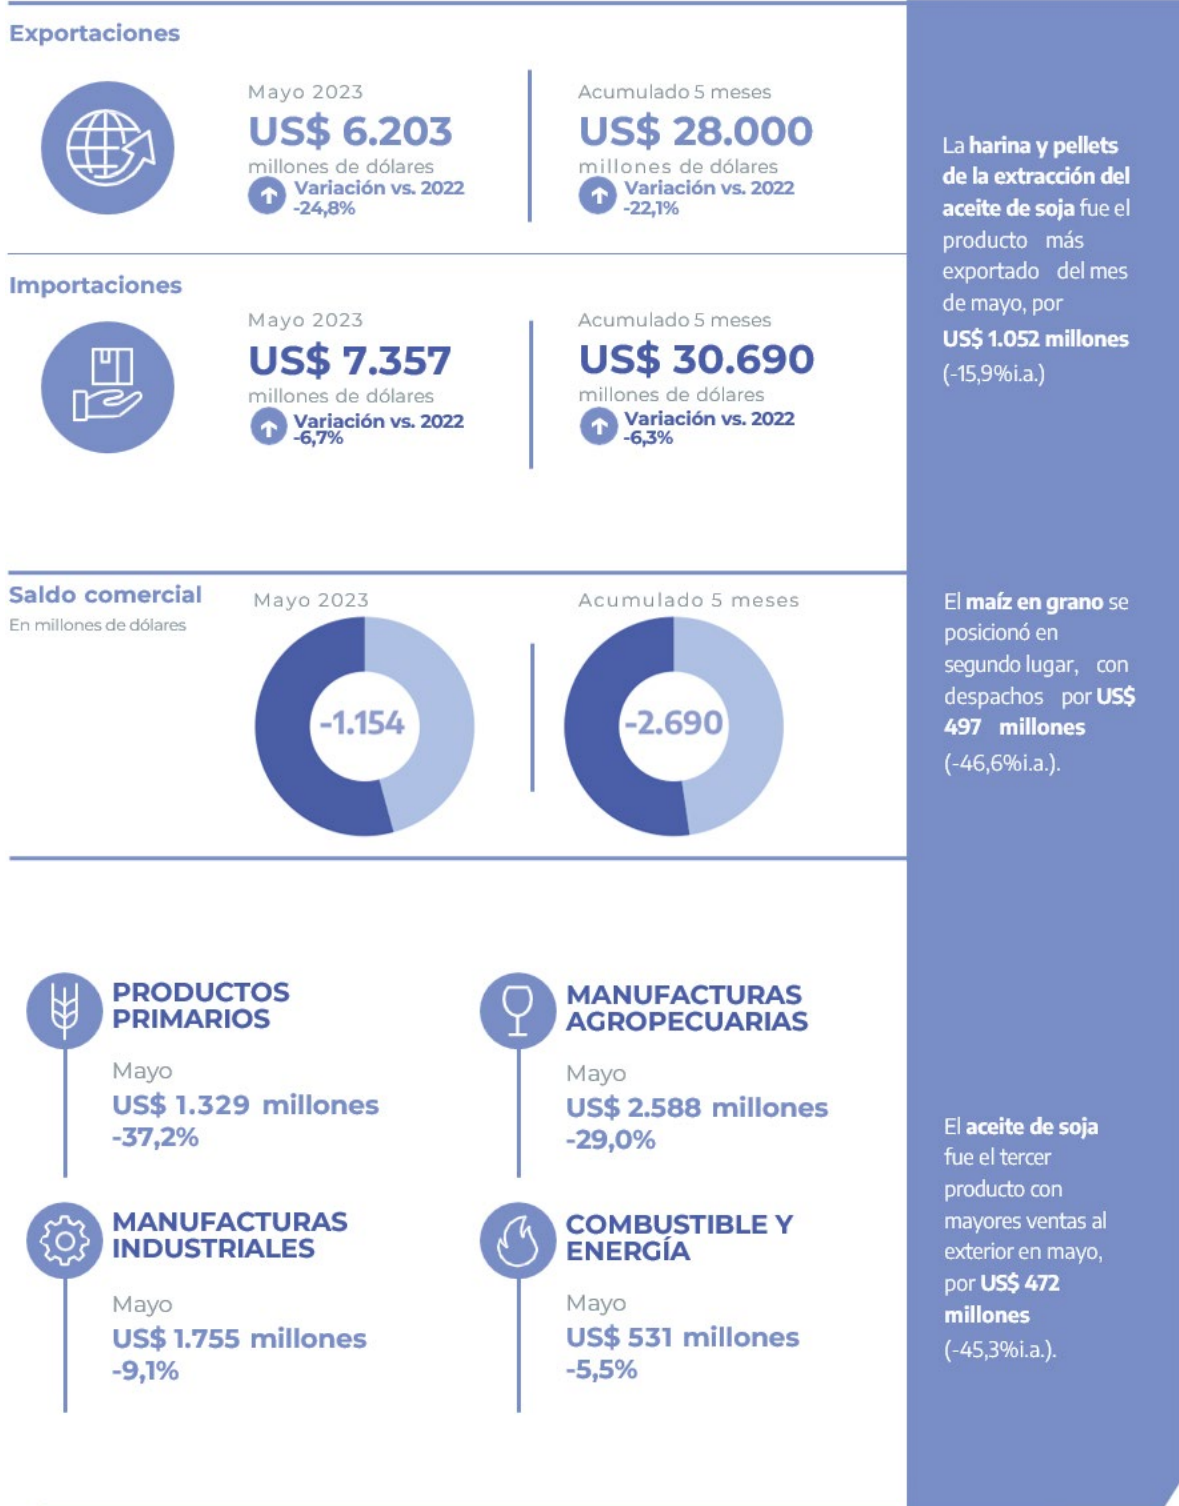 Exportaciones
Mayo 2023
US$ 6.203
millones de dólares
Variación vs. 2022
-24,8%
Acumulado 5 meses
US$ 28.000
millones de dólares
Variación vs. 2022
-22,1%
Importaciones
Mayo 2023
US$ 7.357
millones de dólares
Variación vs. 2022
-6,7%
Acumulado 5 meses
US$ 30.690
millones de dólares
Variación vs. 2022
-6,3%
Saldo comercial
En millones de dólares
Mayo 2023
-1.154
Acumulado 5 meses
-2.690
PRODUCTOS
PRIMARIOS
Mayo
US$ 1.329 millones
-37,2%
MANUFACTURAS
AGROPECUARIAS
Mayo
US$ 2.588 millones
-29,0%
MANUFACTURAS
INDUSTRIALES
Mayo
US$ 1.755 millones
-9,1%
COMBUSTIBLE Y
ENERGÍA
Mayo
US$ 531 millones
-5,5%
La harina y pellets
de la extracción del
aceite de soja fue el
producto más
exportado del mes
de mayo, por
US$ 1.052 millones
(-15,9%i.a.)
El maíz en grano se
posicionó en
segundo lugar, con
despachos por US$
497 millones
(-46,6%i.a.).
El aceite de soja
fue el tercer
producto con
mayores ventas al
exterior en mayo,
por US$ 472
millones
(-45,3%i.a.).